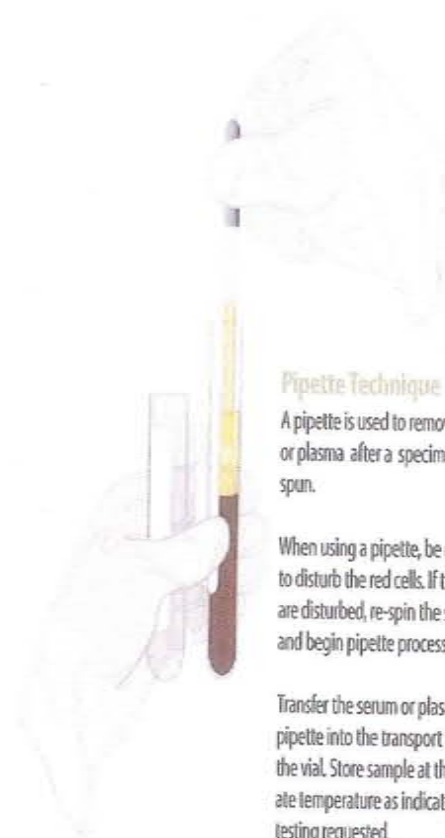 Pipette Technique
A pipette is used to remov
or plasma after a specim
spun.
When using a pipette, be
to disturb the red cells. If t
are disturbed, re-spin the
and begin pipette process
Transfer the serum or plas
pipette into the transport
the vial. Store sample at th
ate temperature as indicat
testing requested.